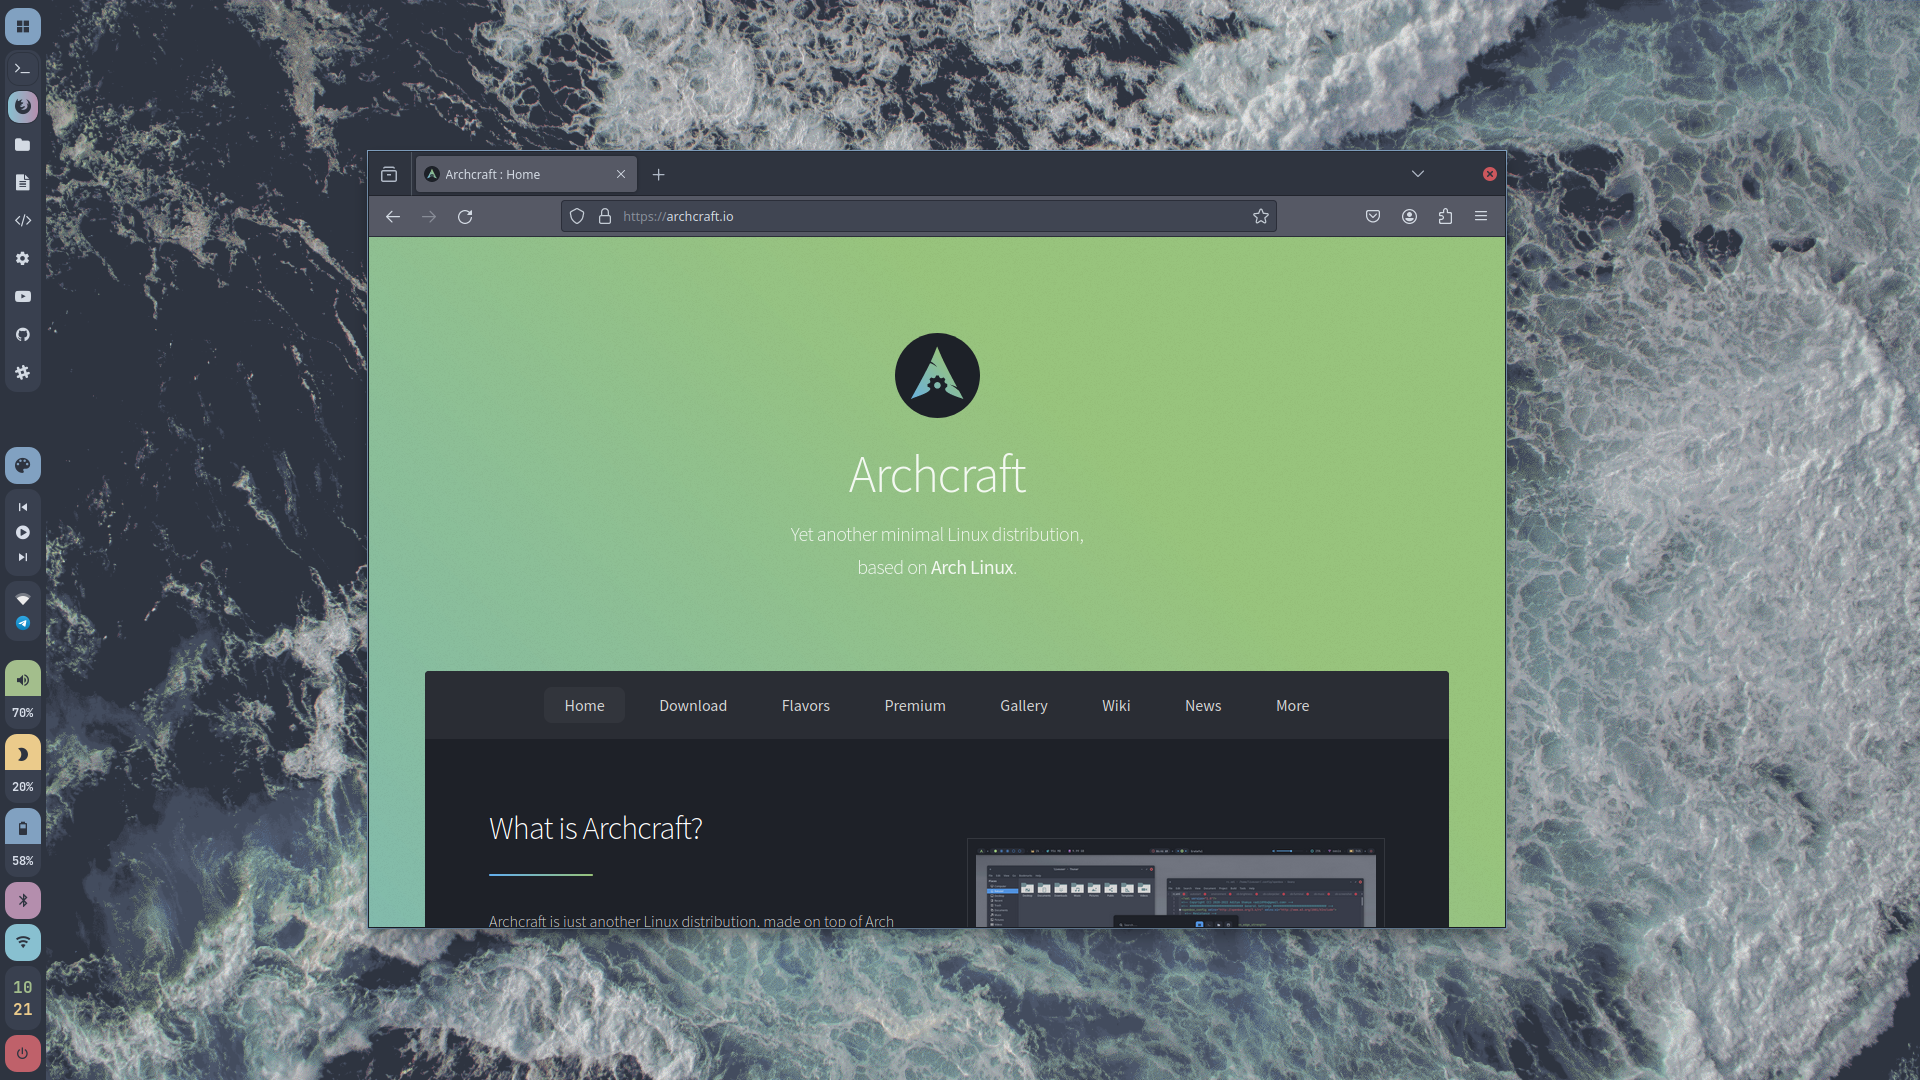 Archcraft : Home
https://archcraft.io
Archcraft
Yet another minimal Linux distribution,
based on Arch Linux.
Home Download Flavors Premium Gallery Wiki News More
What is Archcraft?
Archcraft is just another Linux distribution, made on top of Arch
70%
20%
58%
10
21